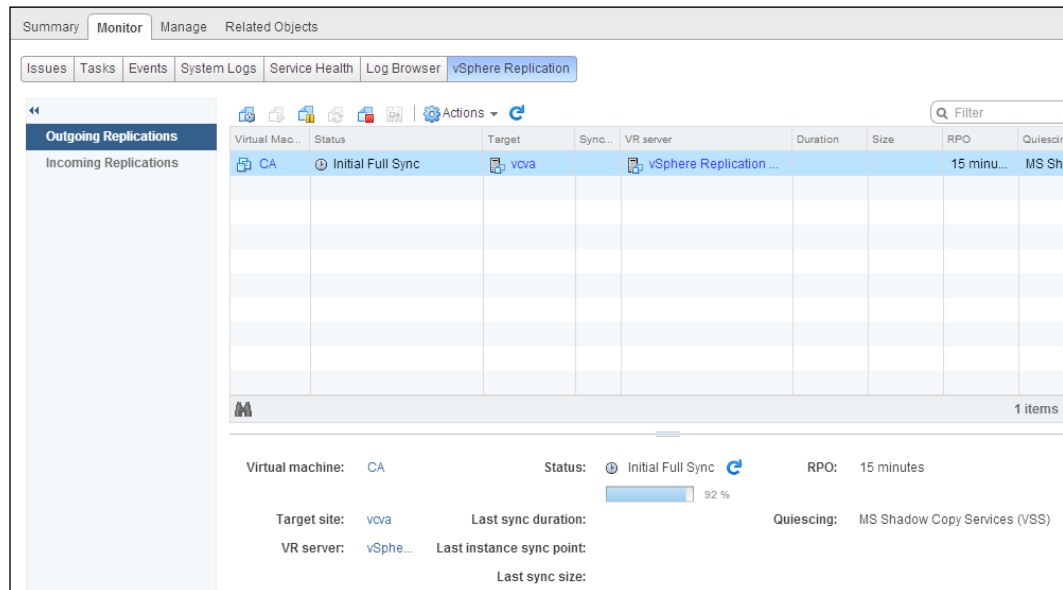 Summary Monitor Manage Related Objects
Issues Tasks Events System Logs Service Health Log Browser vSphere Replication
Outgoing Replications
Incoming Replications
Actions
Filter
Virtual Mac... Status Target Sync... VR server Duration Size RPO Quiescin
CA Initial Full Sync vcva vSphere Replication ... 15 minu... MS Sh
1 items
Virtual machine: CA Status: Initial Full Sync RPO: 15 minutes
92 %
Target site: vcva Last sync duration: Quiescing: MS Shadow Copy Services (VSS)
VR server: vSphe... Last instance sync point:
Last sync size: